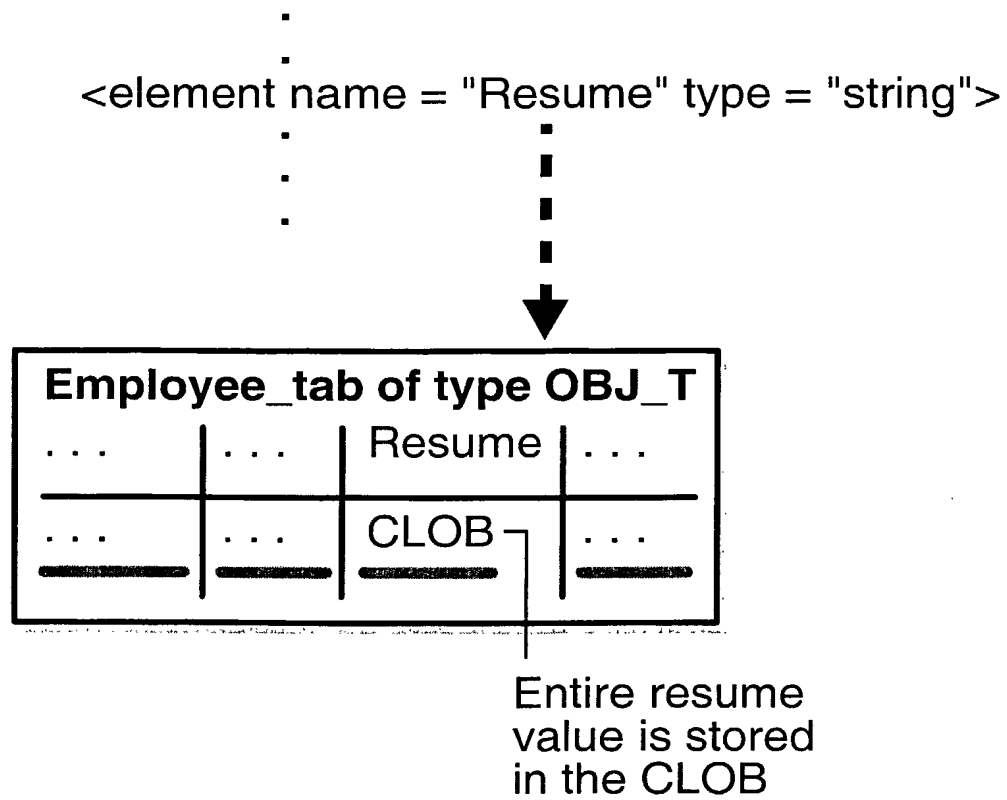 <element name = "Resume" type = "string">
Employee_tab of type OBJ_T
. . . . . . Resume . . .
. . . . . . CLOB . . .
Entire resume
value is stored
in the CLOB